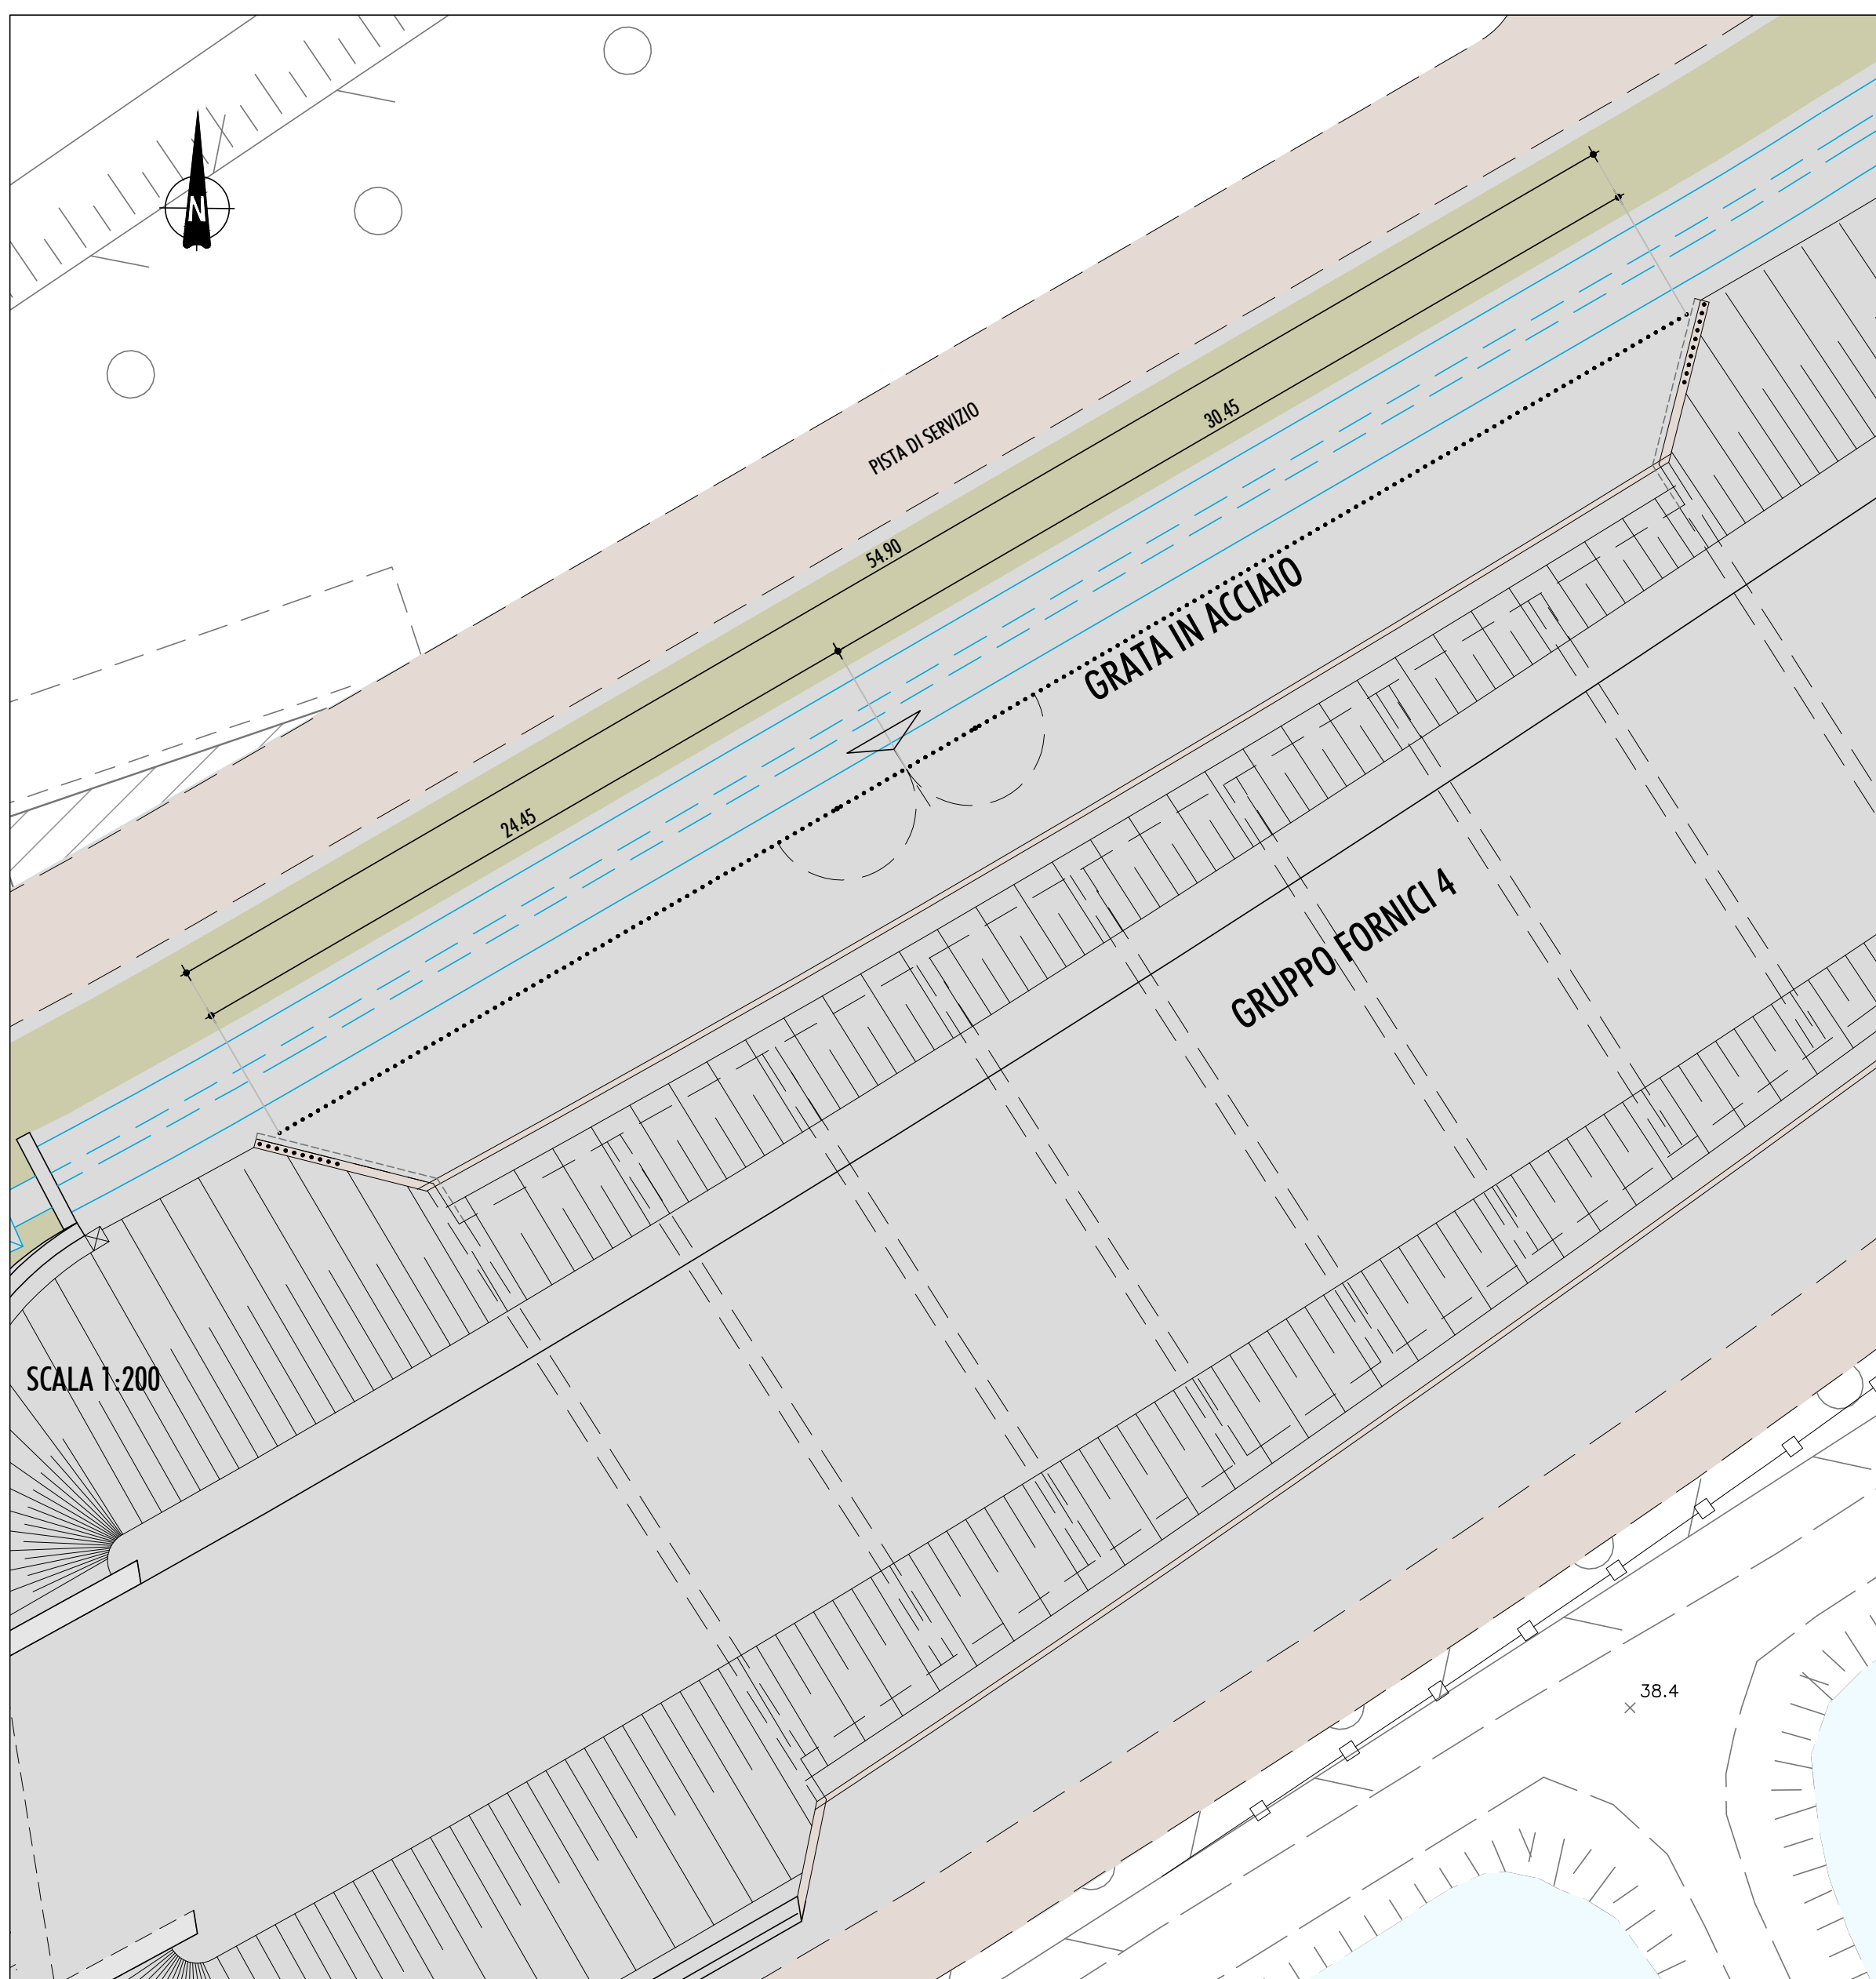 N
PISTA DI SERVIZIO
30.45
54.90
GRATA IN ACCIAIO
24.45
GRUPPO FORNICI 4
SCALA 1:200
38.4